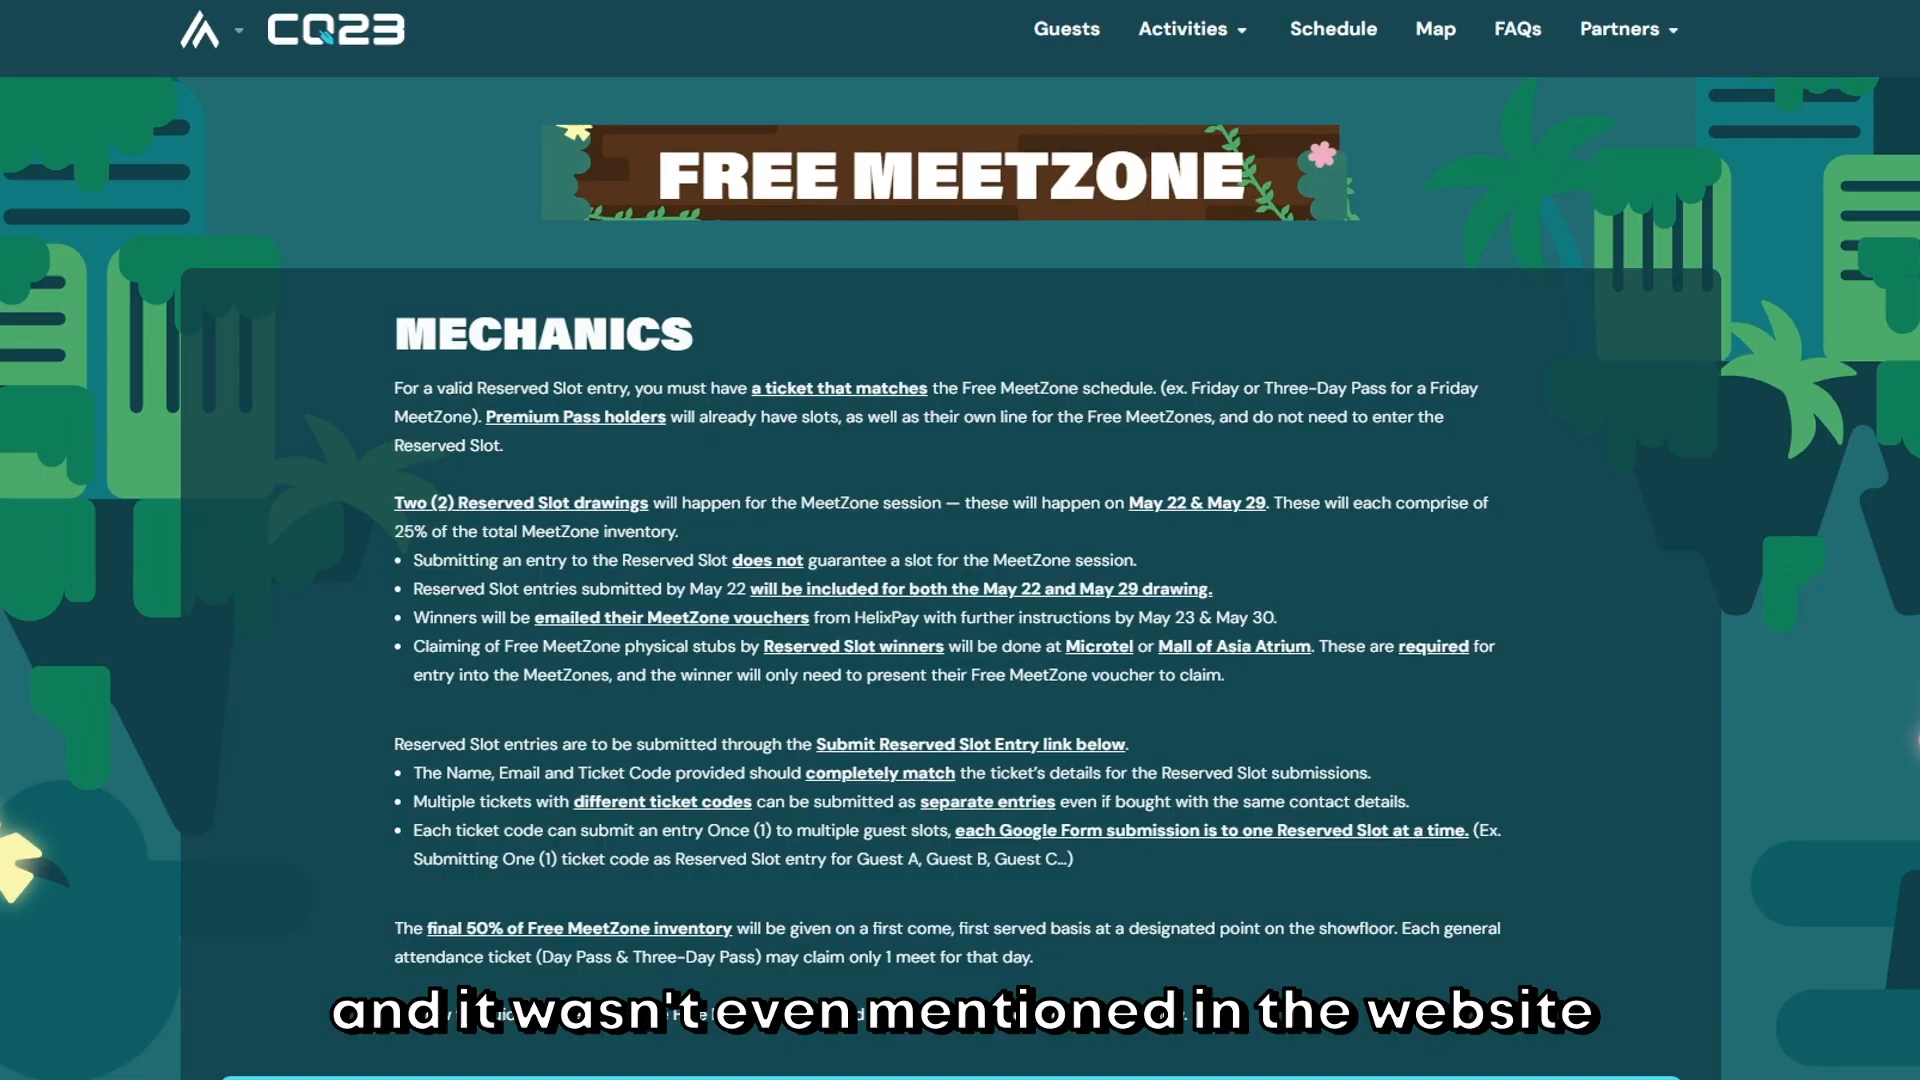 CQ23
Guests Activities Schedule Map FAQs Partners
FREE MEETZONE
MECHANICS
For a valid Reserved Slot entry, you must have a ticket that matches the Free MeetZone schedule. (ex. Friday or Three-Day Pass for a Friday
MeetZone). Premium Pass holders will already have slots, as well as their own line for the Free MeetZones, and do not need to enter the
Reserved Slot.
Two (2) Reserved Slot drawings will happen for the MeetZone session — these will happen on May 22 & May 29. These will each comprise of
25% of the total MeetZone inventory.
• Submitting an entry to the Reserved Slot does not guarantee a slot for the MeetZone session.
• Reserved Slot entries submitted by May 22 will be included for both the May 22 and May 29 drawing.
• Winners will be emailed their MeetZone vouchers from HelixPay with further instructions by May 23 & May 30.
• Claiming of Free MeetZone physical stubs by Reserved Slot winners will be done at Microtel or Mall of Asia Atrium. These are required for
entry into the MeetZones, and the winner will only need to present their Free MeetZone voucher to claim.
Reserved Slot entries are to be submitted through the Submit Reserved Slot Entry link below.
• The Name, Email and Ticket Code provided should completely match the ticket's details for the Reserved Slot submissions.
• Multiple tickets with different ticket codes can be submitted as separate entries even if bought with the same contact details.
• Each ticket code can submit an entry Once (1) to multiple guest slots, each Google Form submission is to one Reserved Slot at a time. (Ex.
Submitting One (1) ticket code as Reserved Slot entry for Guest A, Guest B, Guest C...)
The final 50% of Free MeetZone inventory will be given on a first come, first served basis at a designated point on the showfloor. Each general
attendance ticket (Day Pass & Three-Day Pass) may claim only 1 meet for that day.
and it wasn't even mentioned in the website